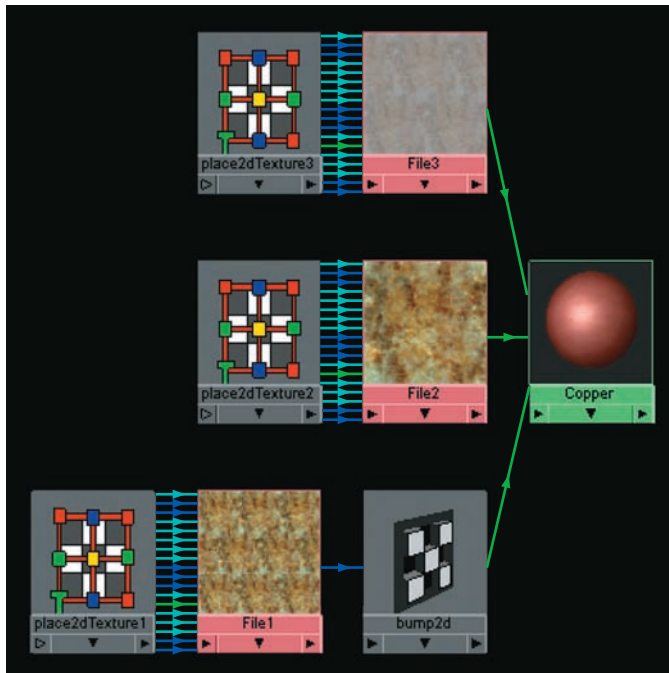 place2dTexture3
File3
place2dTexture2
File2
Copper
place2dTexture1
File1
bump2d